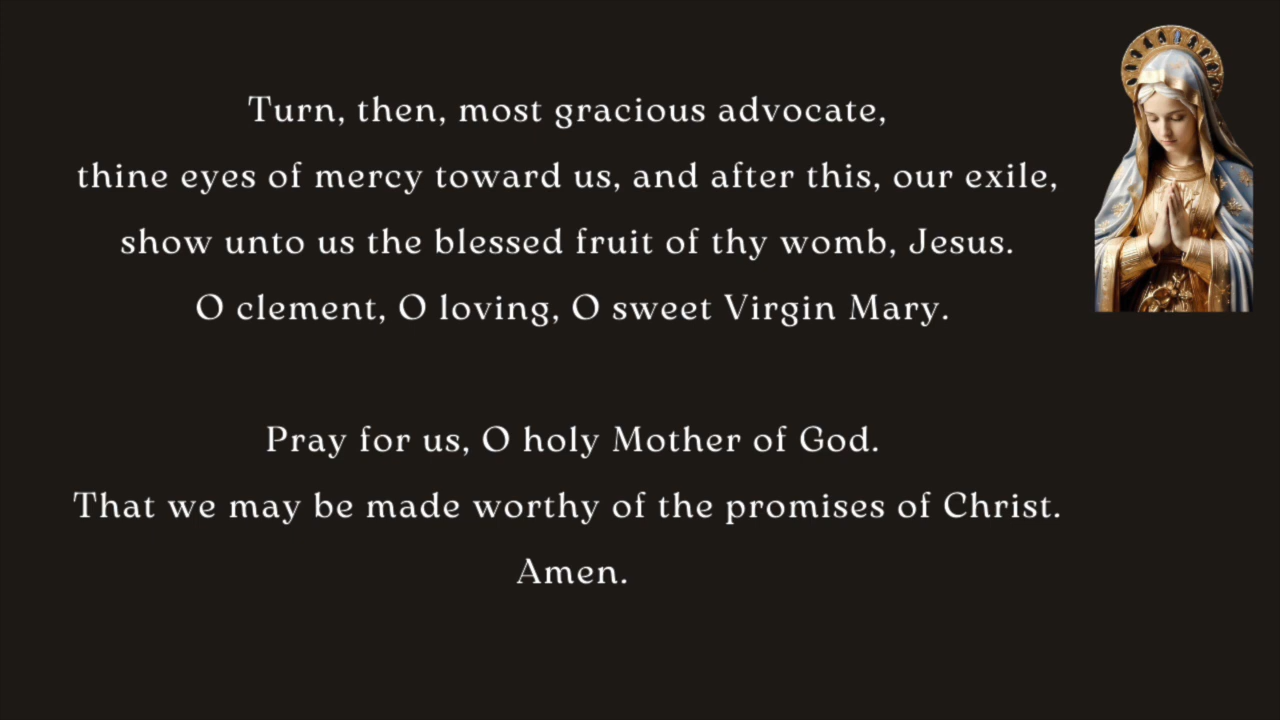 Turn, then, most gracious advocate,
thine eyes of mercy toward us, and after this, our exile,
show unto us the blessed fruit of thy womb, Jesus.
O clement, O loving, O sweet Virgin Mary.
Pray for us, O holy Mother of God.
That we may be made worthy of the promises of Christ.
Amen.